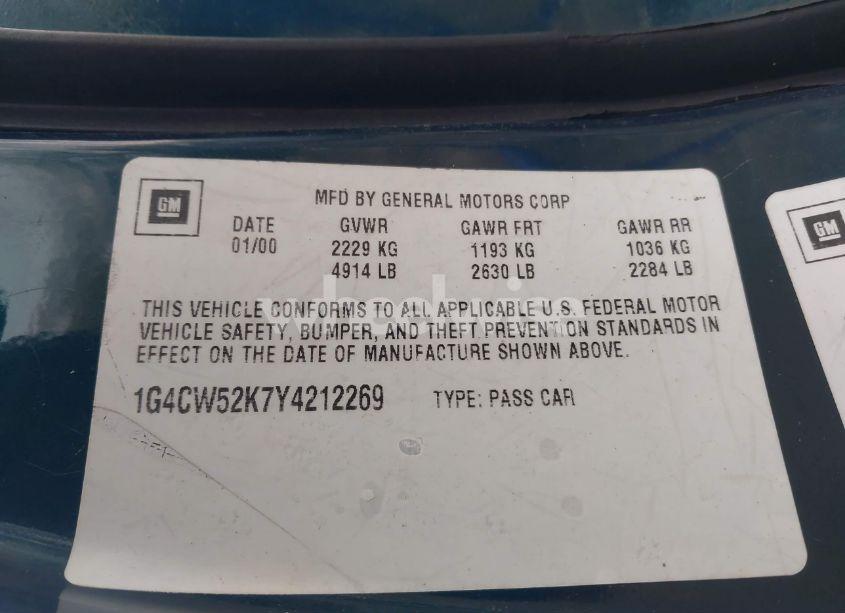 GM
MFD BY GENERAL MOTORS CORP
DATE GVWR GAWR FRT GAWR RR
01/00 2229 KG 1193 KG 1036 KG
4914 LB 2630 LB 2284 LB
THIS VEHICLE CONFORMS TO ALL APPLICABLE U.S. FEDERAL MOTOR
VEHICLE SAFETY, BUMPER, AND THEFT PREVENTION STANDARDS IN
EFFECT ON THE DATE OF MANUFACTURE SHOWN ABOVE.
1G4CW52K7Y4212269 TYPE: PASS CAR
GM